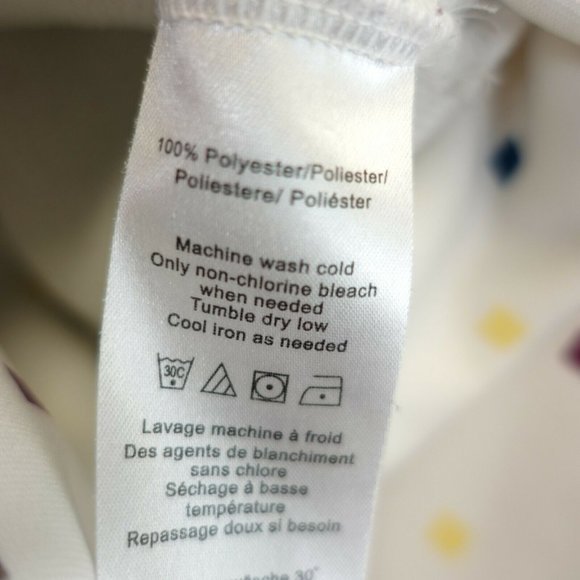 100% Polyester/Poliester/
Poliestere/ Poliéster
Machine wash cold
Only non-chlorine bleach
when needed
Tumble dry low
Cool iron as needed
30C
Lavage machine à froid
Des agents de blanchiment
sans chlore
Séchage à basse
température
Repassage doux si besoin
30°